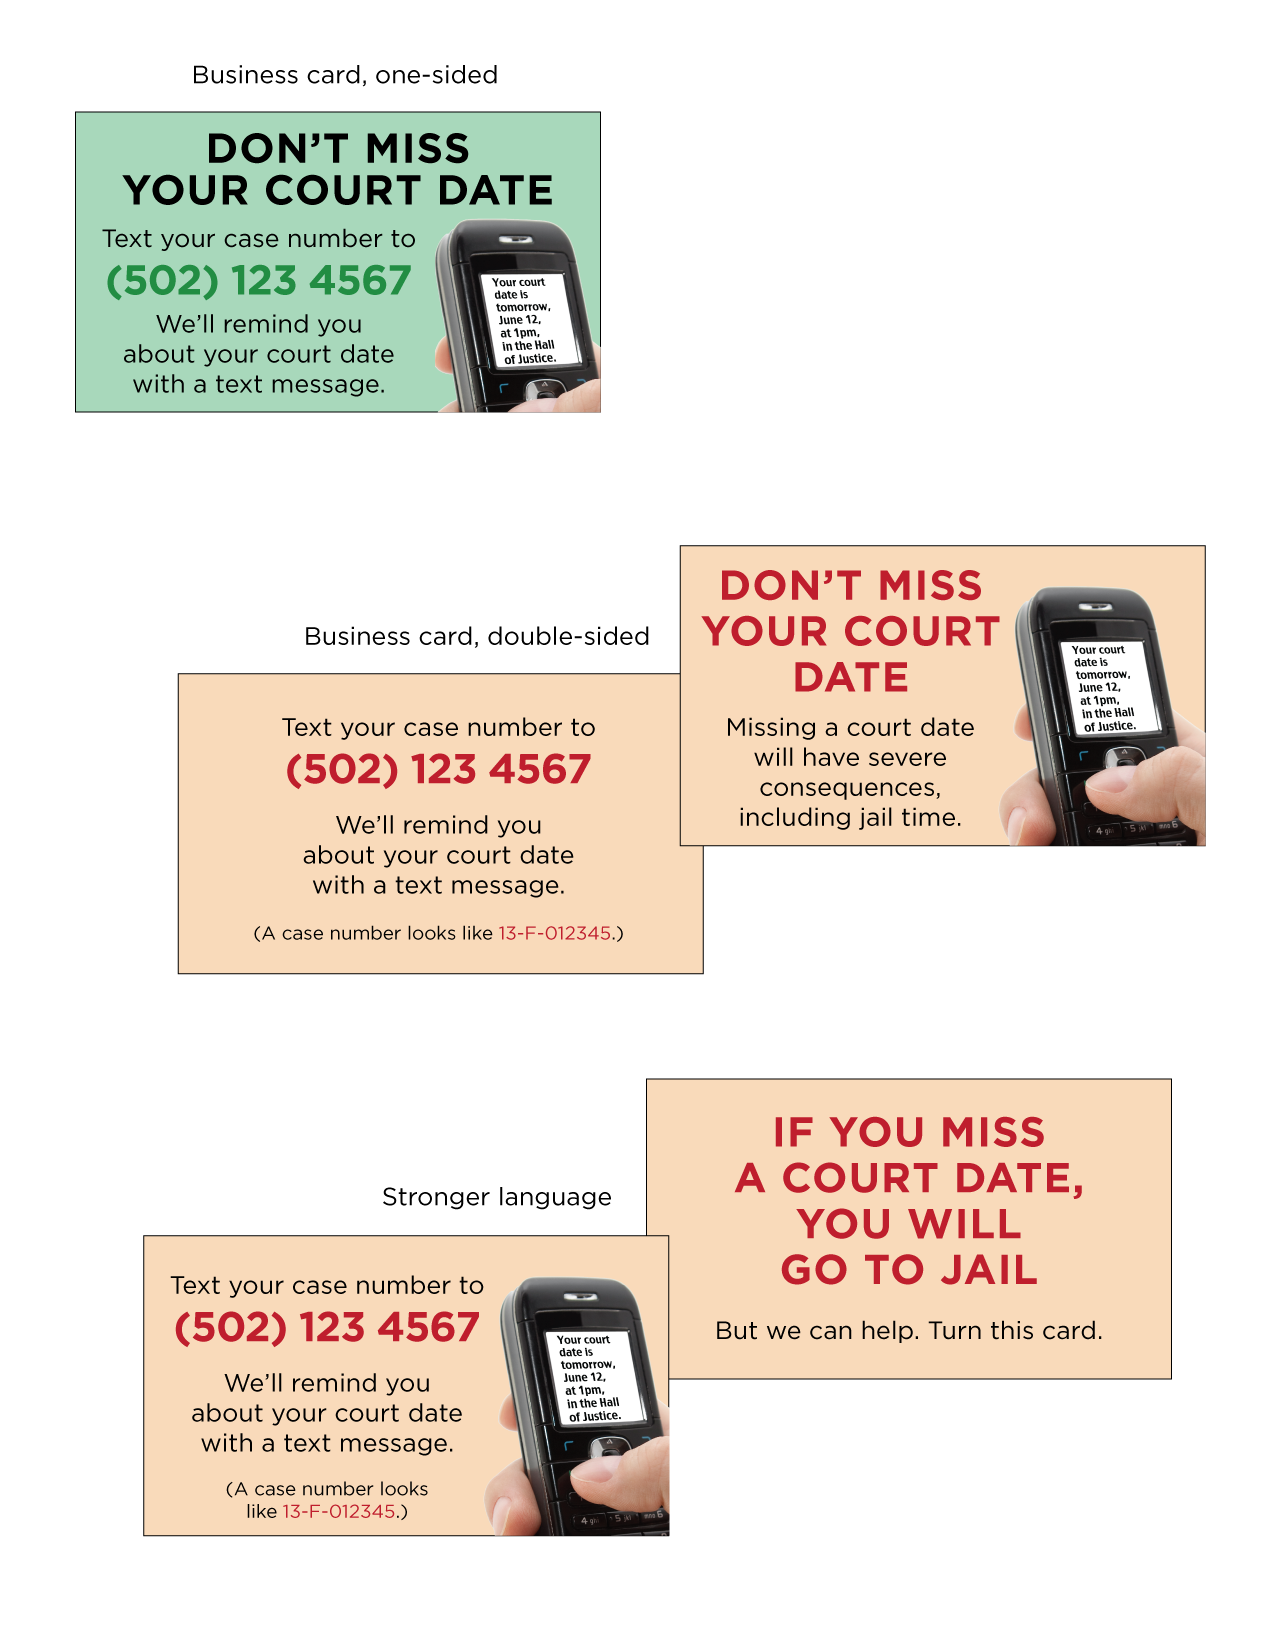 Business card, one-sided
DON’T MISS
YOUR COURT DATE
Text your case number to
(502) 123 4567
We’ll remind you
about your court date
with a text message.
Your court
date is
tomorrow,
June 12,
at 1pm,
in the Hall
of Justice.
Business card, double-sided
DON’T MISS
YOUR COURT
DATE
Missing a court date
will have severe
consequences,
including jail time.
Your court
date is
tomorrow,
June 12,
at 1pm,
in the Hall
of Justice.
Text your case number to
(502) 123 4567
We’ll remind you
about your court date
with a text message.
(A case number looks like 13-F-012345.)
Stronger language
IF YOU MISS
A COURT DATE,
YOU WILL
GO TO JAIL
But we can help. Turn this card.
Text your case number to
(502) 123 4567
We’ll remind you
about your court date
with a text message.
(A case number looks
like 13-F-012345.)
Your court
date is
tomorrow,
June 12,
at 1pm,
in the Hall
of Justice.